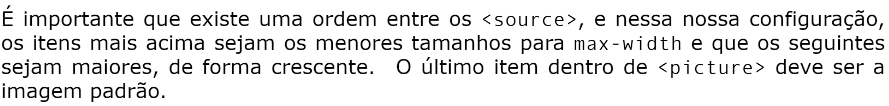 É importante que existe uma ordem entre os <source>, e nessa nossa configuração,
os itens mais acima sejam os menores tamanhos para max-width e que os seguintes
sejam maiores, de forma crescente. O último item dentro de <picture> deve ser a
imagem padrão.